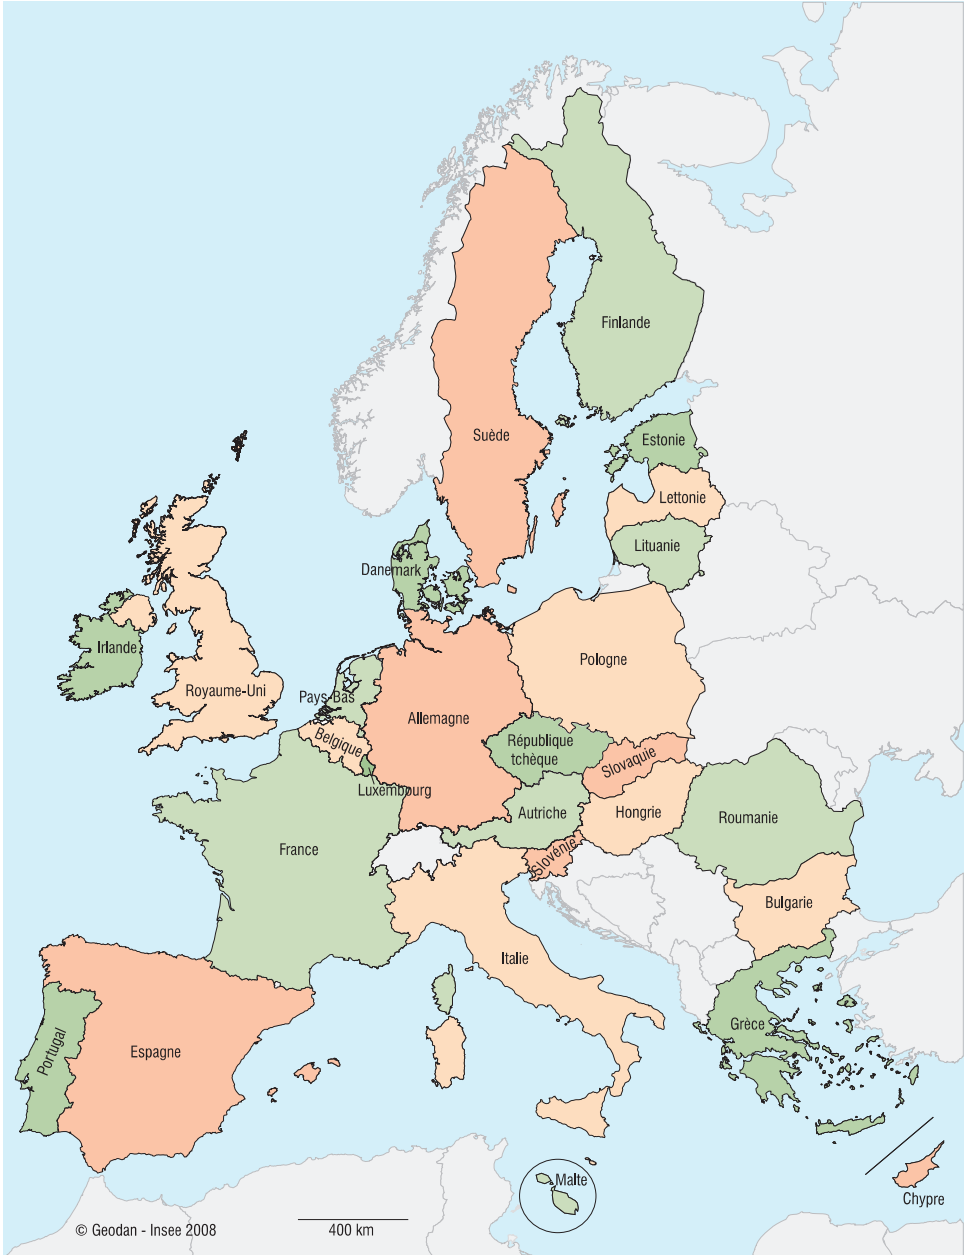 Finlande
Suède
Estonie
Lettonie
Lituanie
Danemark
Irlande
Royaume-Uni
Pays-Bas
Pologne
Allemagne
Belgique
République
tchèque
Slovaquie
Luxembourg
Autriche
Hongrie
Roumanie
France
Slovénie
Bulgarie
Italie
Grèce
Portugal
Espagne
Malte
Chypre
© Geodan - Insee 2008
400 km